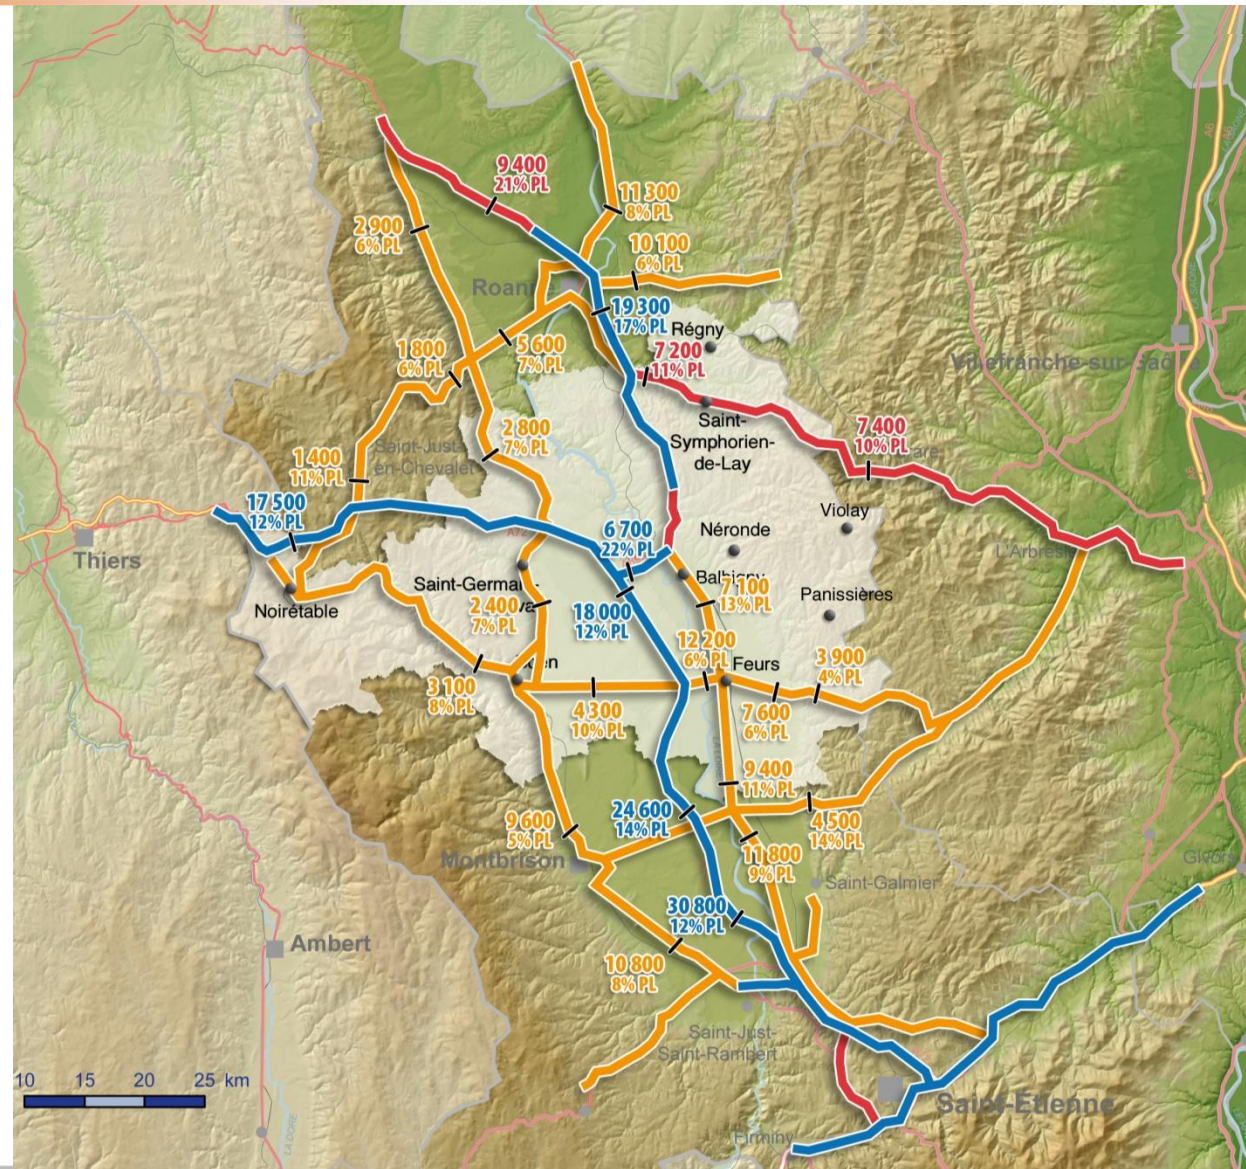 9 400
21% PL
11 300
8% PL
2 900
6% PL
10 100
6% PL
Roanne
19 300
17% PL
Régny
5 600
7% PL
1 800
6% PL
7 200
11% PL
Villefranche-sur-Saône
Saint-
Symphorien-
de-Lay
7 400
10% PL
2 800
7% PL
Saint-Just-
en-Chevalet
1 400
11% PL
17 500
12% PL
Violay
6 700
22% PL
Néronde
A72
L'Arbresle
Thiers
Balbigny
Saint-Germain-
7 100
13% PL
Panissières
Noirétable
2 400
7% PL
18 000
12% PL
12 200
6% PL
Feurs
3 900
4% PL
3 100
8% PL
4 300
10% PL
7 600
6% PL
9 400
11% PL
24 600
14% PL
9 600
5% PL
4 500
14% PL
Montbrison
11 800
9% PL
Givors
Saint-Galmier
30 800
12% PL
Ambert
10 800
8% PL
Saint-Just-
Saint-Rambert
10 15 20 25 km
Saint-Etienne
Firminy
LA DORE
A6